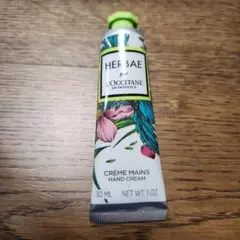 HERBAE
par
L'OCCITANE
EN PROVENCE
CRÈME MAINS
HAND CREAM
30 ML NET WT. 1 OZ.